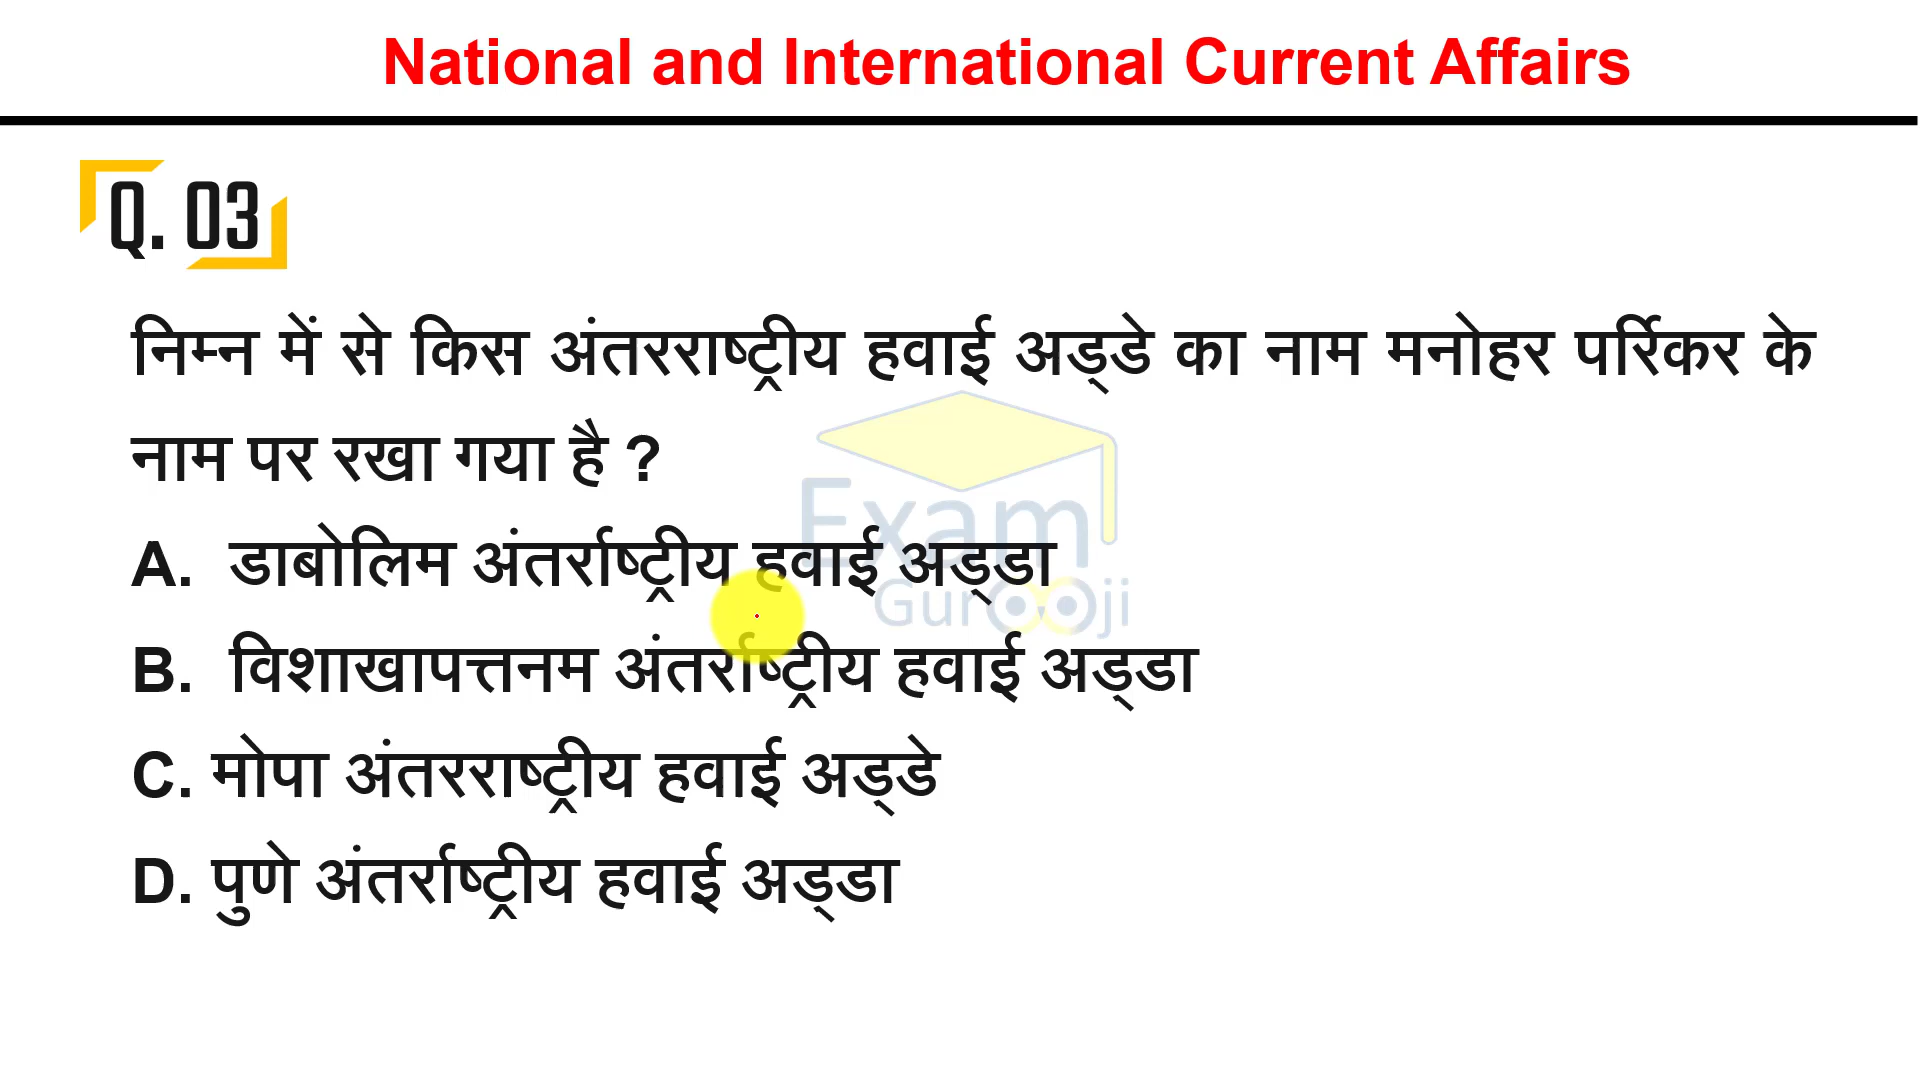 National and International Current Affairs
Q. 03
निम्न में से किस अंतरराष्ट्रीय हवाई अड्डे का नाम मनोहर पर्रिकर के
नाम पर रखा गया है ?
Exam
Gurooji
A. डाबोलिम अंतर्राष्ट्रीय हवाई अड्डा
B. विशाखापत्तनम अंतर्राष्ट्रीय हवाई अड्डा
C. मोपा अंतरराष्ट्रीय हवाई अड्डे
D. पुणे अंतर्राष्ट्रीय हवाई अड्डा